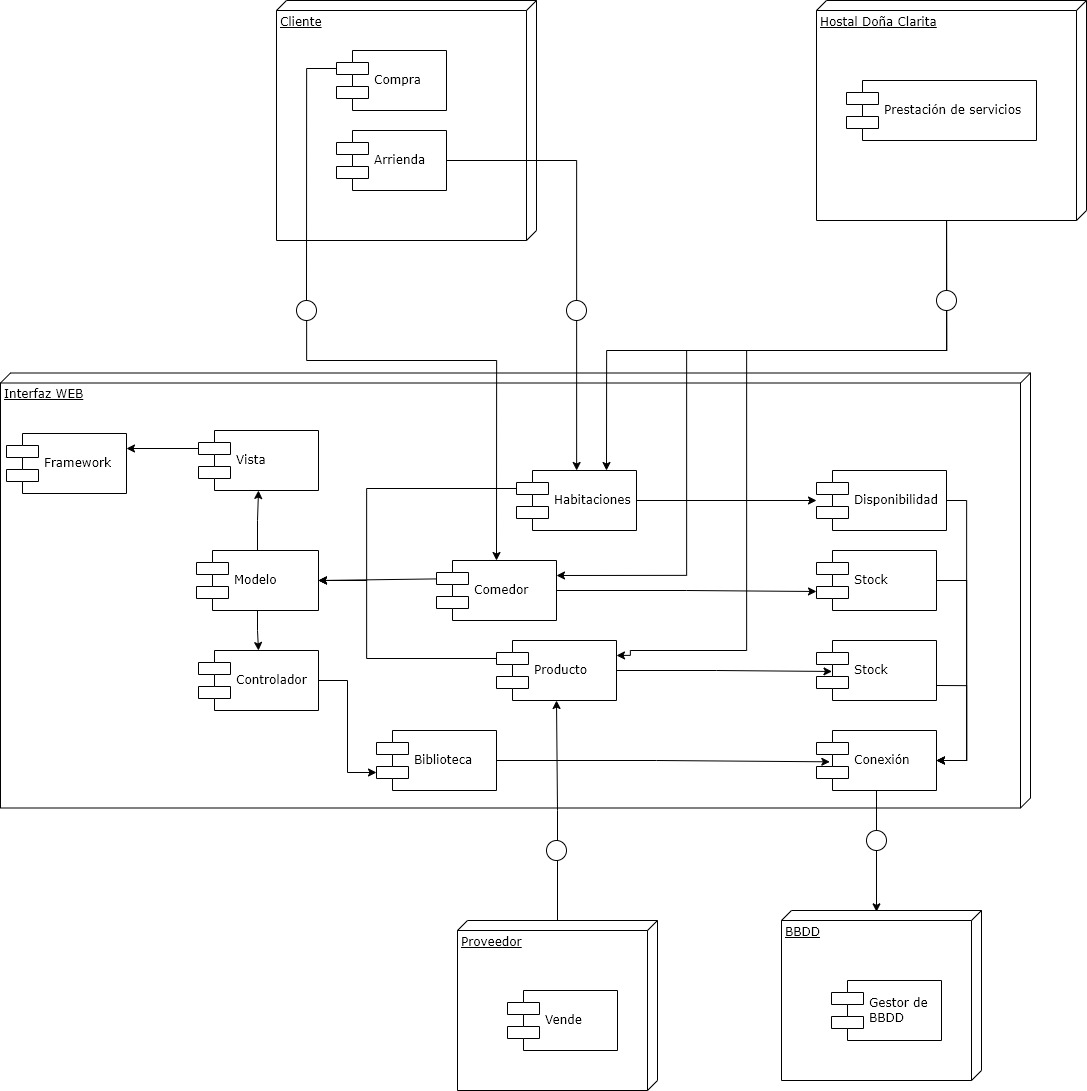 Cliente
Hostal Doña Clarita
Compra
Prestación de servicios
Arrienda
Interfaz WEB
Framework
Vista
Habitaciones
Disponibilidad
Modelo
Comedor
Stock
Controlador
Producto
Stock
Biblioteca
Conexión
Proveedor
BBDD
Vende
Gestor de
BBDD